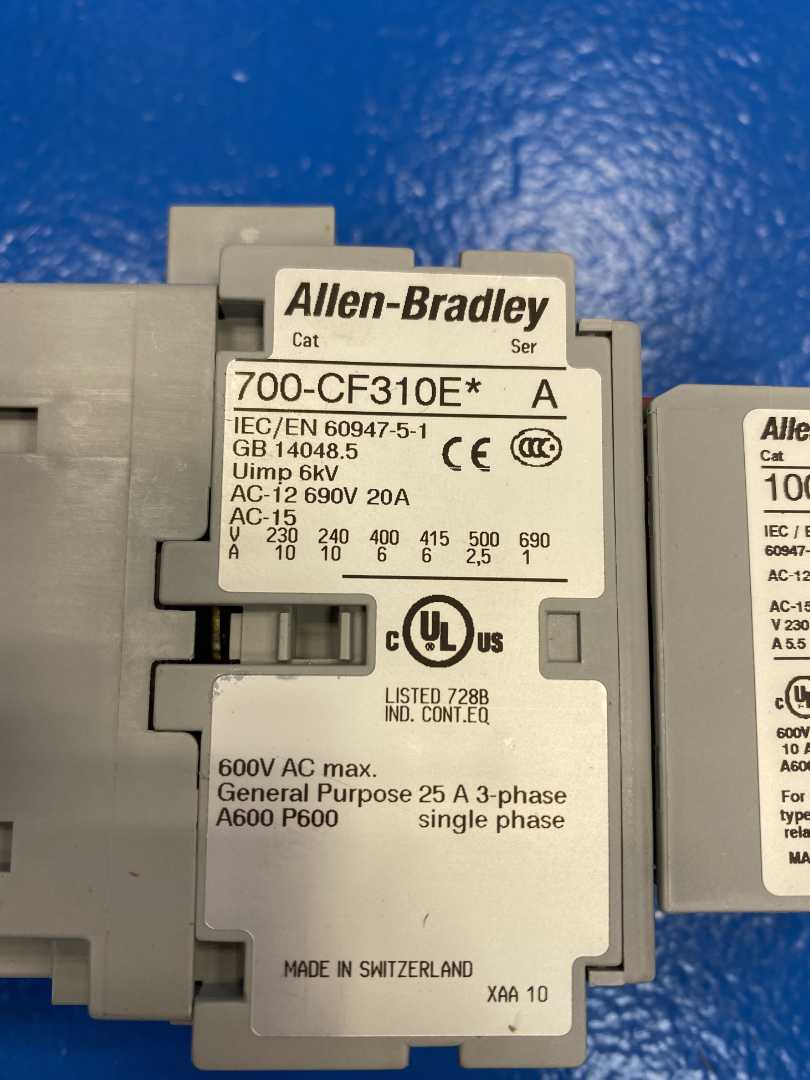 Allen-Bradley
Cat Ser
700-CF310E* A
IEC/EN 60947-5-1
GB 14048.5
Uimp 6kV
CE CCC
AC-12 690V 20A
AC-15
V 230 240 400 415 500 690
A 10 10 6 6 2,5 1
C UL US
®
LISTED 728B
IND. CONT.EQ
600V AC max.
General Purpose 25 A 3-phase
A600 P600 single phase
MADE IN SWITZERLAND
XAA 10
Alle
Cat
100
IEC / E
60947-
AC-12
AC-15
V 230
A 5.5
c UL
600V
10 A
A600
For
type
rela
MA